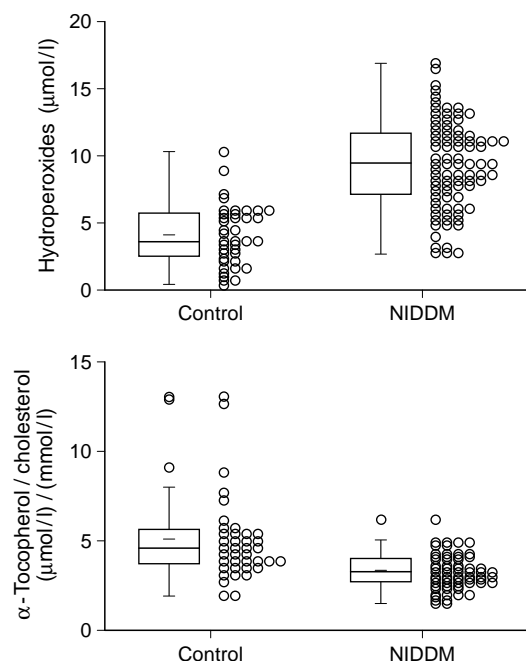 Hydroperoxides (μmol/l)
20
15
10
5
0
Control
NIDDM
α-Tocopherol / cholesterol
(μmol/l) / (mmol/l)
15
10
5
0
Control
NIDDM